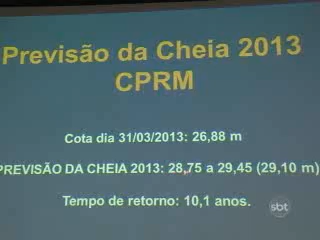 Previsão da Cheia 2013
CPRM
Cota dia 31/03/2013: 26,88 m
PREVISÃO DA CHEIA 2013: 28,75 a 29,45 (29,10 m)
Tempo de retorno: 10,1 anos.
sbt